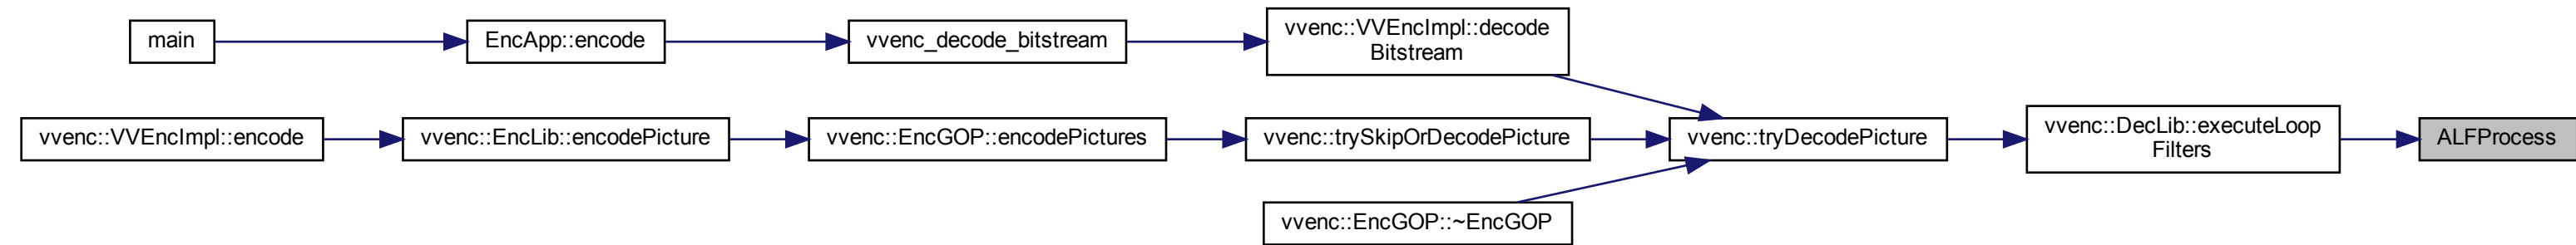 main
EncApp::encode
vvenc_decode_bitstream
vvenc::VVEncImpl::decode
Bitstream
vvenc::VVEncImpl::encode
vvenc::EncLib::encodePicture
vvenc::EncGOP::encodePictures
vvenc::trySkipOrDecodePicture
vvenc::tryDecodePicture
vvenc::DecLib::executeLoop
Filters
ALFProcess
vvenc::EncGOP::~EncGOP